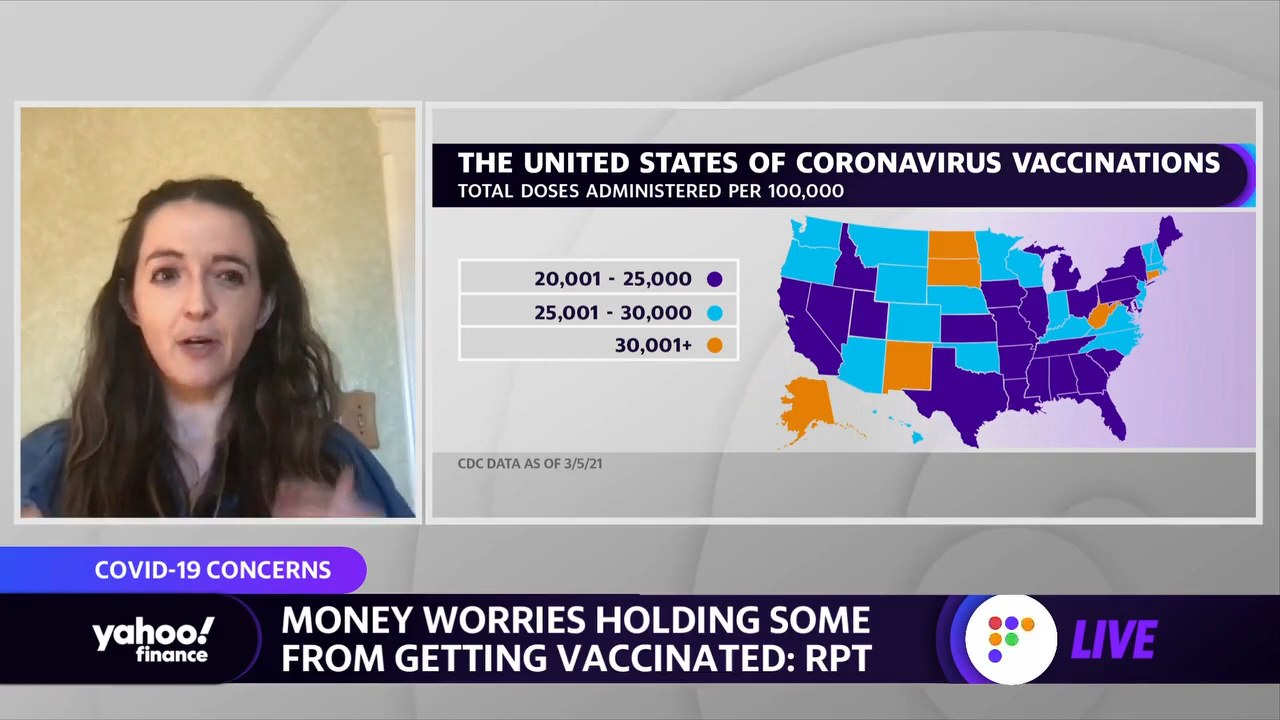 THE UNITED STATES OF CORONAVIRUS VACCINATIONS
TOTAL DOSES ADMINISTERED PER 100,000
20,001 - 25,000
25,001 - 30,000
30,001+
CDC DATA AS OF 3/5/21
COVID-19 CONCERNS
yahoo!
finance
MONEY WORRIES HOLDING SOME
FROM GETTING VACCINATED: RPT
LIVE